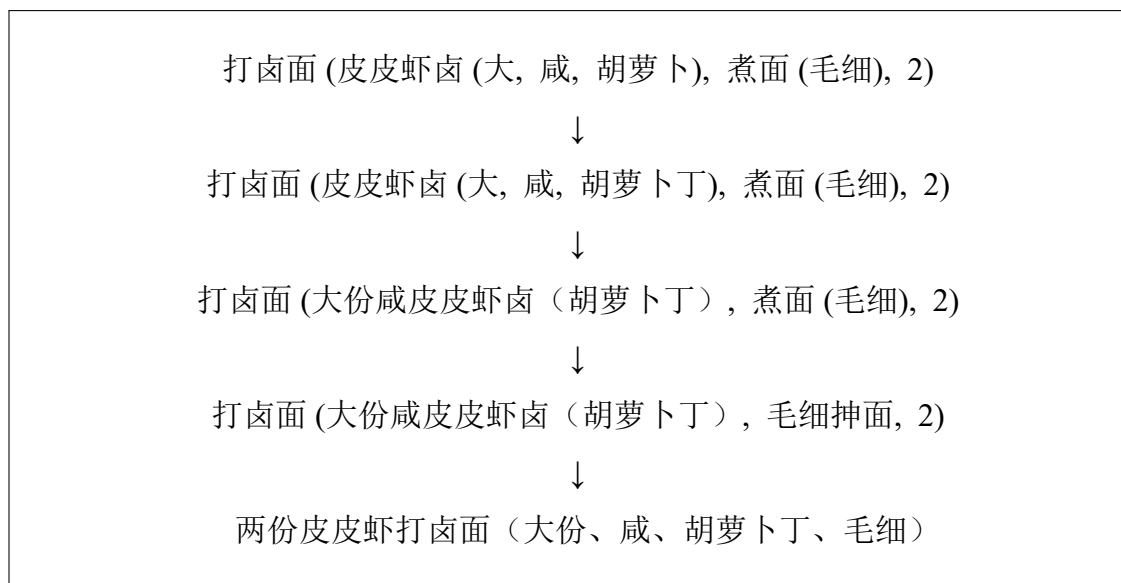 打卤面 (皮皮虾卤 (大, 咸, 胡萝卜), 煮面 (毛细), 2)
↓
打卤面 (皮皮虾卤 (大, 咸, 胡萝卜丁), 煮面 (毛细), 2)
↓
打卤面 (大份咸皮皮虾卤（胡萝卜丁）, 煮面 (毛细), 2)
↓
打卤面 (大份咸皮皮虾卤（胡萝卜丁）, 毛细抻面, 2)
↓
两份皮皮虾打卤面（大份、咸、胡萝卜丁、毛细）